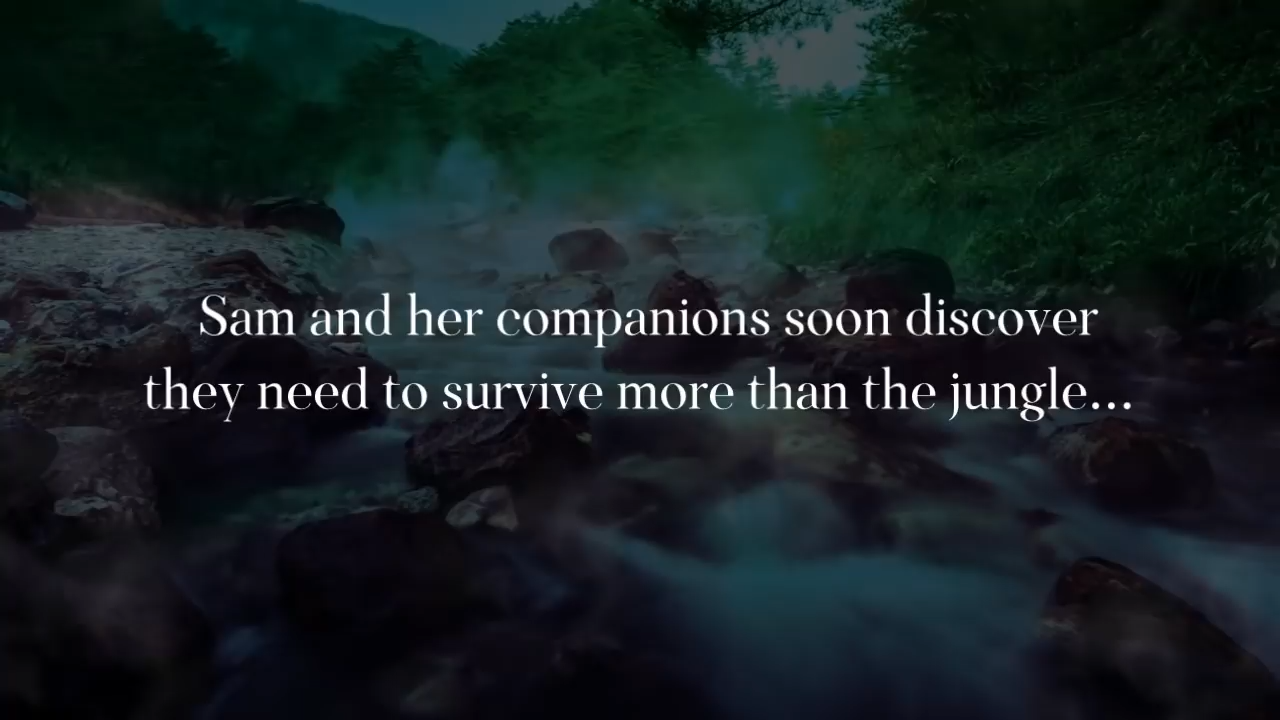 Sam and her companions soon discover
they need to survive more than the jungle...